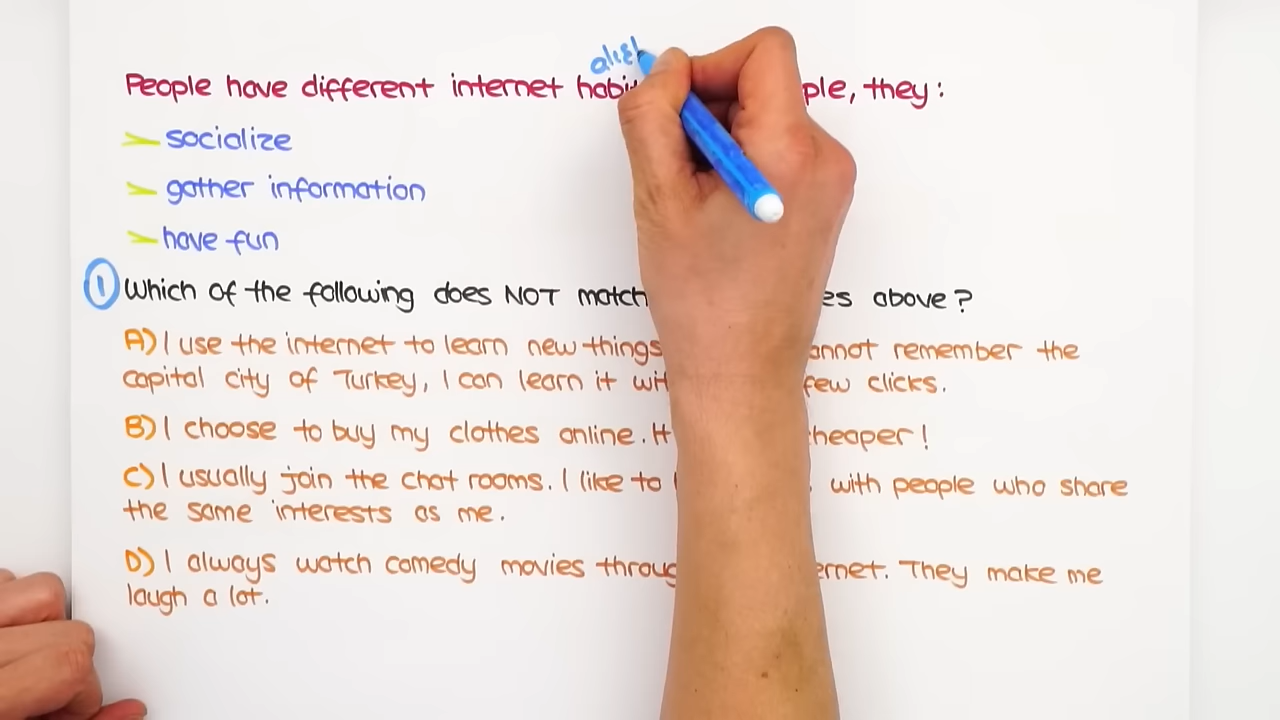 alış
People have different internet habi ple, they:
socialize
gather information
have fun
1 Which of the following does NOT match es above?
A) I use the internet to learn new things annot remember the
capital city of Turkey, I can learn it wit few clicks.
B) I choose to buy my clothes online. It heaper!
C) I usually join the chat rooms. I like to with people who share
the same interests as me.
D) I always watch comedy movies throug ernet. They make me
laugh a lot.